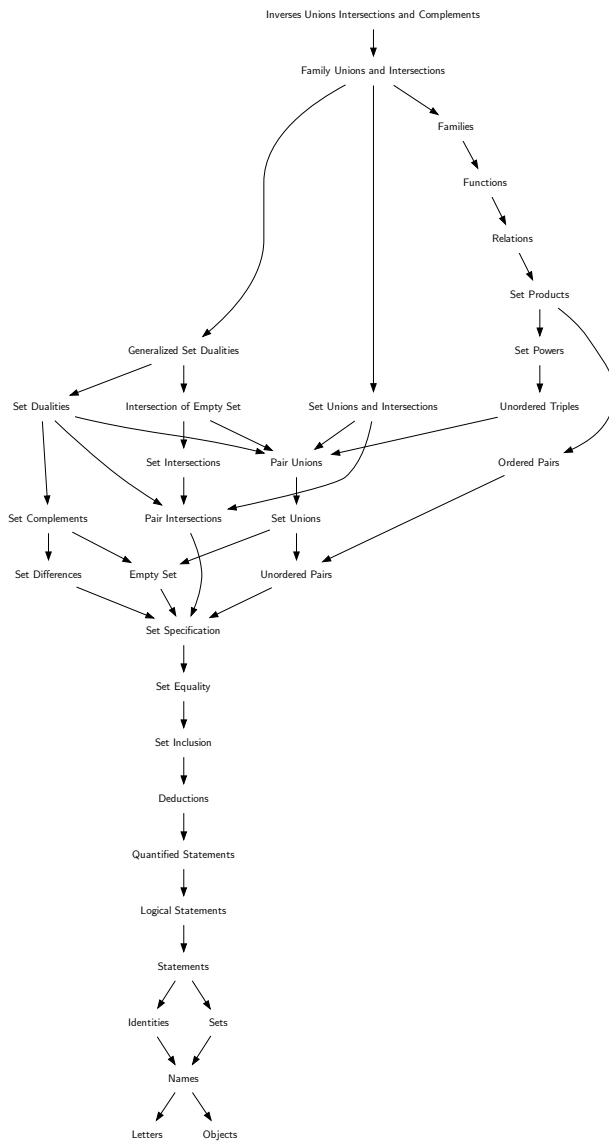 Inverses Unions Intersections and Complements
Family Unions and Intersections
Families
Functions
Relations
Set Products
Generalized Set Dualities
Set Powers
Set Dualities
Intersection of Empty Set
Set Unions and Intersections
Unordered Triples
Set Intersections
Pair Unions
Ordered Pairs
Set Complements
Pair Intersections
Set Unions
Set Differences
Empty Set
Unordered Pairs
Set Specification
Set Equality
Set Inclusion
Deductions
Quantified Statements
Logical Statements
Statements
Identities
Sets
Names
Letters
Objects